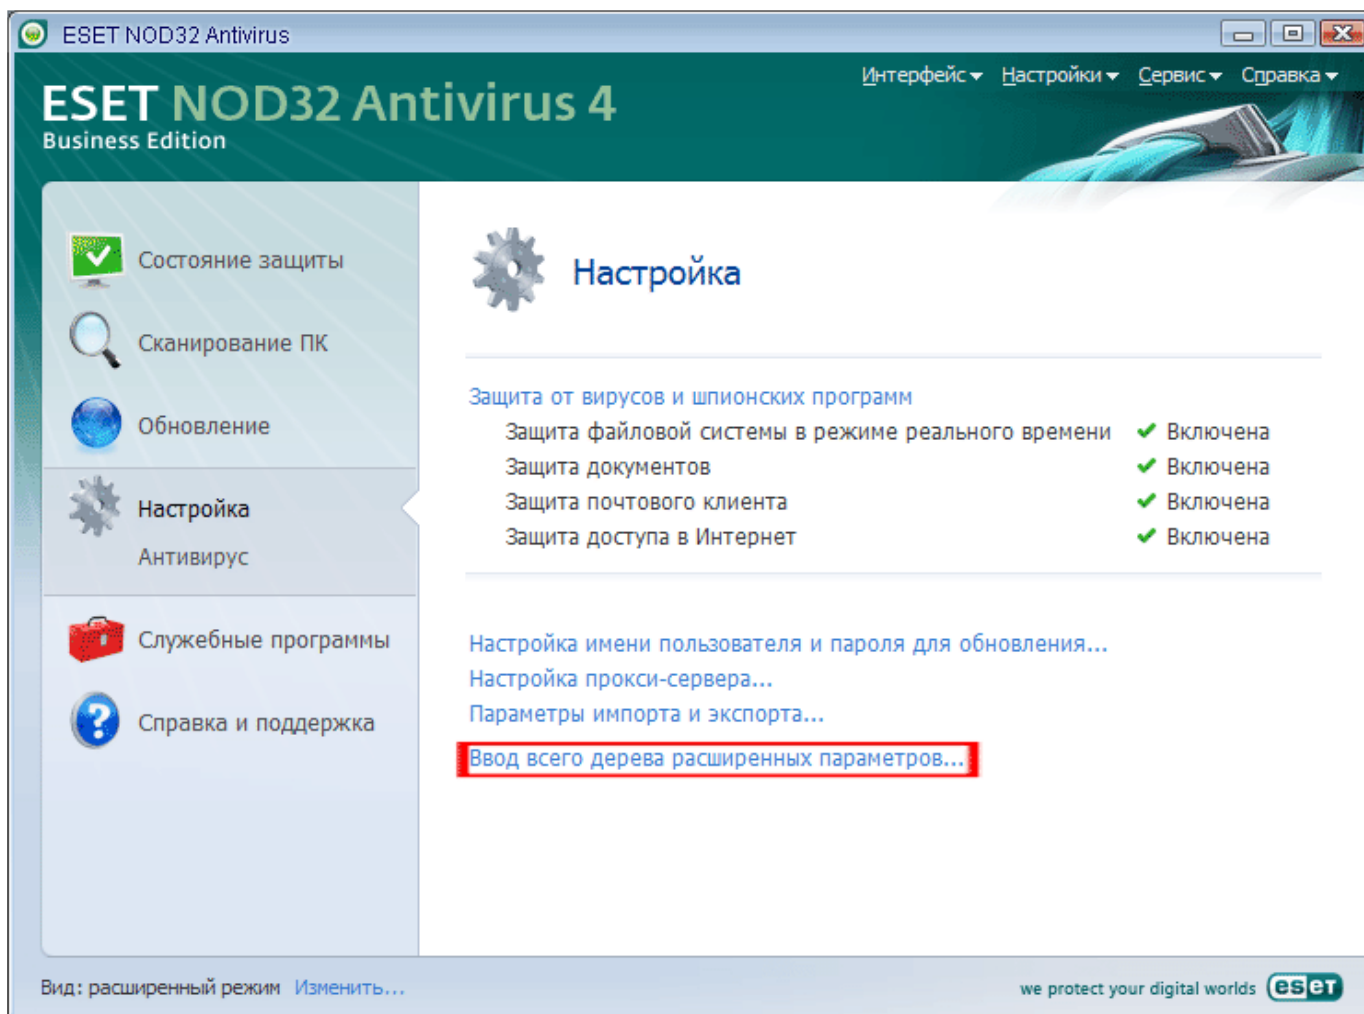 ESET NOD32 Antivirus
Интерфейс Настройки Сервис Справка
ESET NOD32 Antivirus 4
Business Edition
Состояние защиты
Сканирование ПК
Обновление
Настройка
Антивирус
Служебные программы
Справка и поддержка
Настройка
Защита от вирусов и шпионских программ
Защита файловой системы в режиме реального времени Включена
Защита документов Включена
Защита почтового клиента Включена
Защита доступа в Интернет Включена
Настройка имени пользователя и пароля для обновления...
Настройка прокси-сервера...
Параметры импорта и экспорта...
Ввод всего дерева расширенных параметров...
Вид: расширенный режим Изменить...
we protect your digital worlds eseT